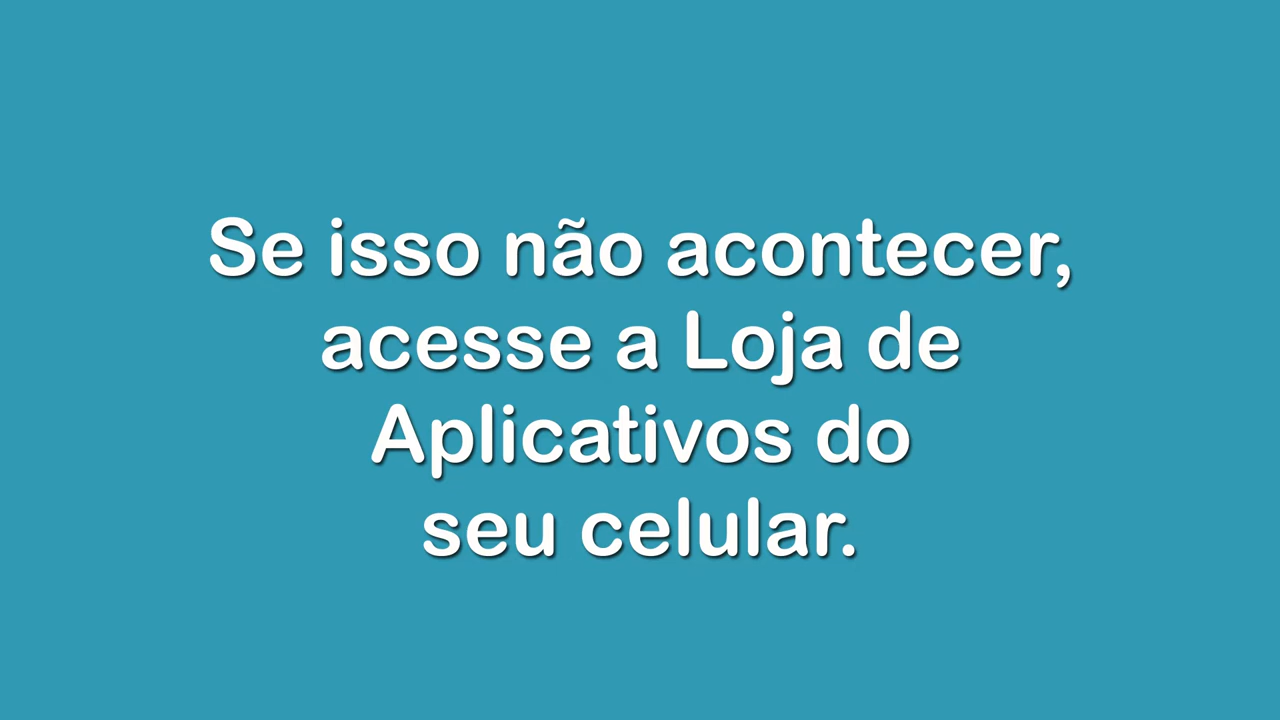 Se isso não acontecer,
acesse a Loja de
Aplicativos do
seu celular.